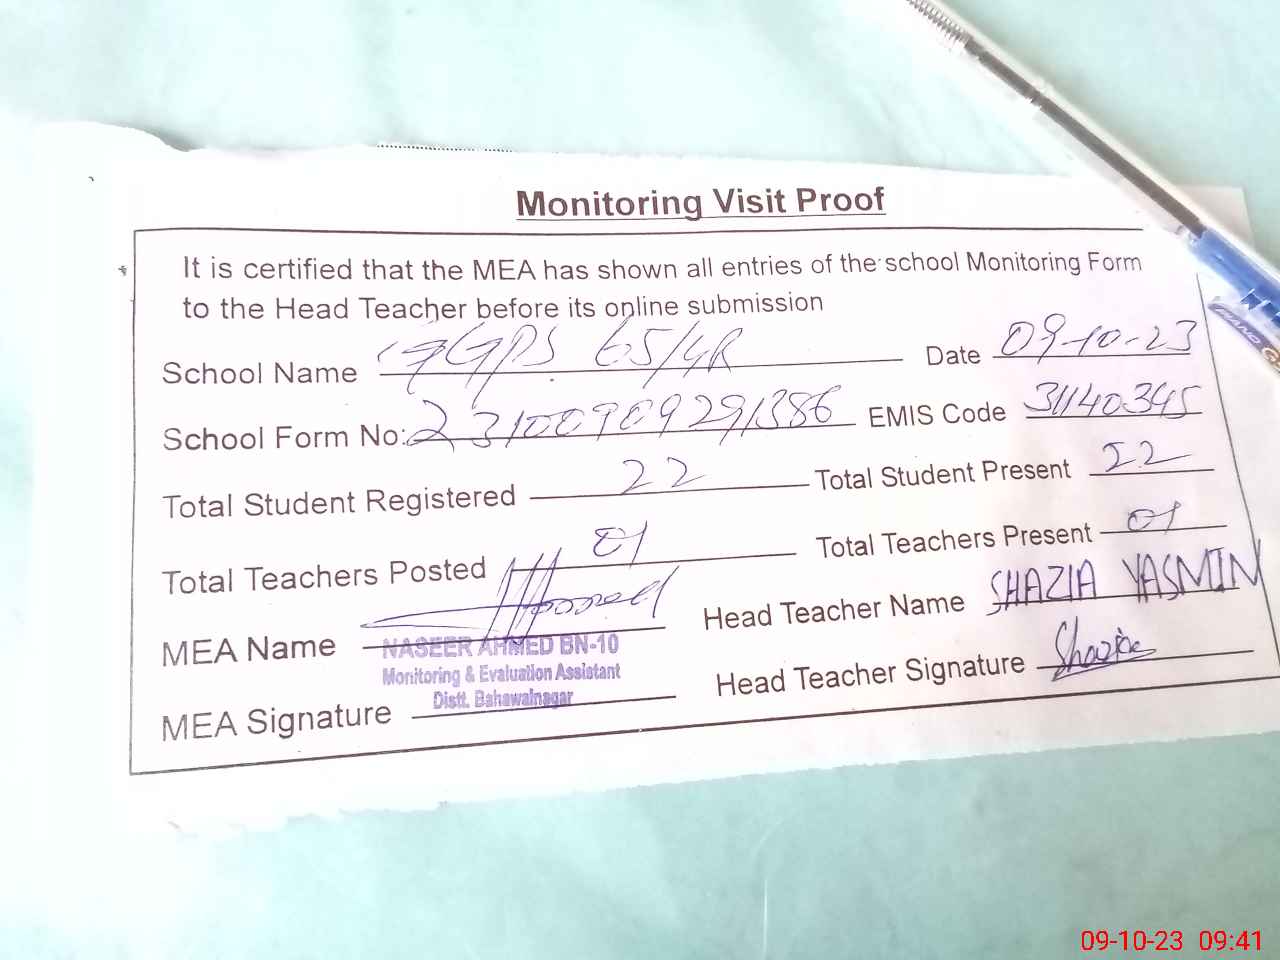 Monitoring Visit Proof
It is certified that the MEA has shown all entries of the school Monitoring Form
to the Head Teacher before its online submission
School Name GGPS 65/4R Date 09-10-23
School Form No: 23100909291386 EMIS Code 31140345
Total Student Registered 22 Total Student Present 22
Total Teachers Posted 01 Total Teachers Present 01
MEA Name Head Teacher Name SHAZIA YASMIN
NASEER AHMED BN-10
Monitoring & Evaluation Assistant
Distt. Bahawalnagar
MEA Signature Head Teacher Signature Shazia
PIANO
09-10-23 09:41